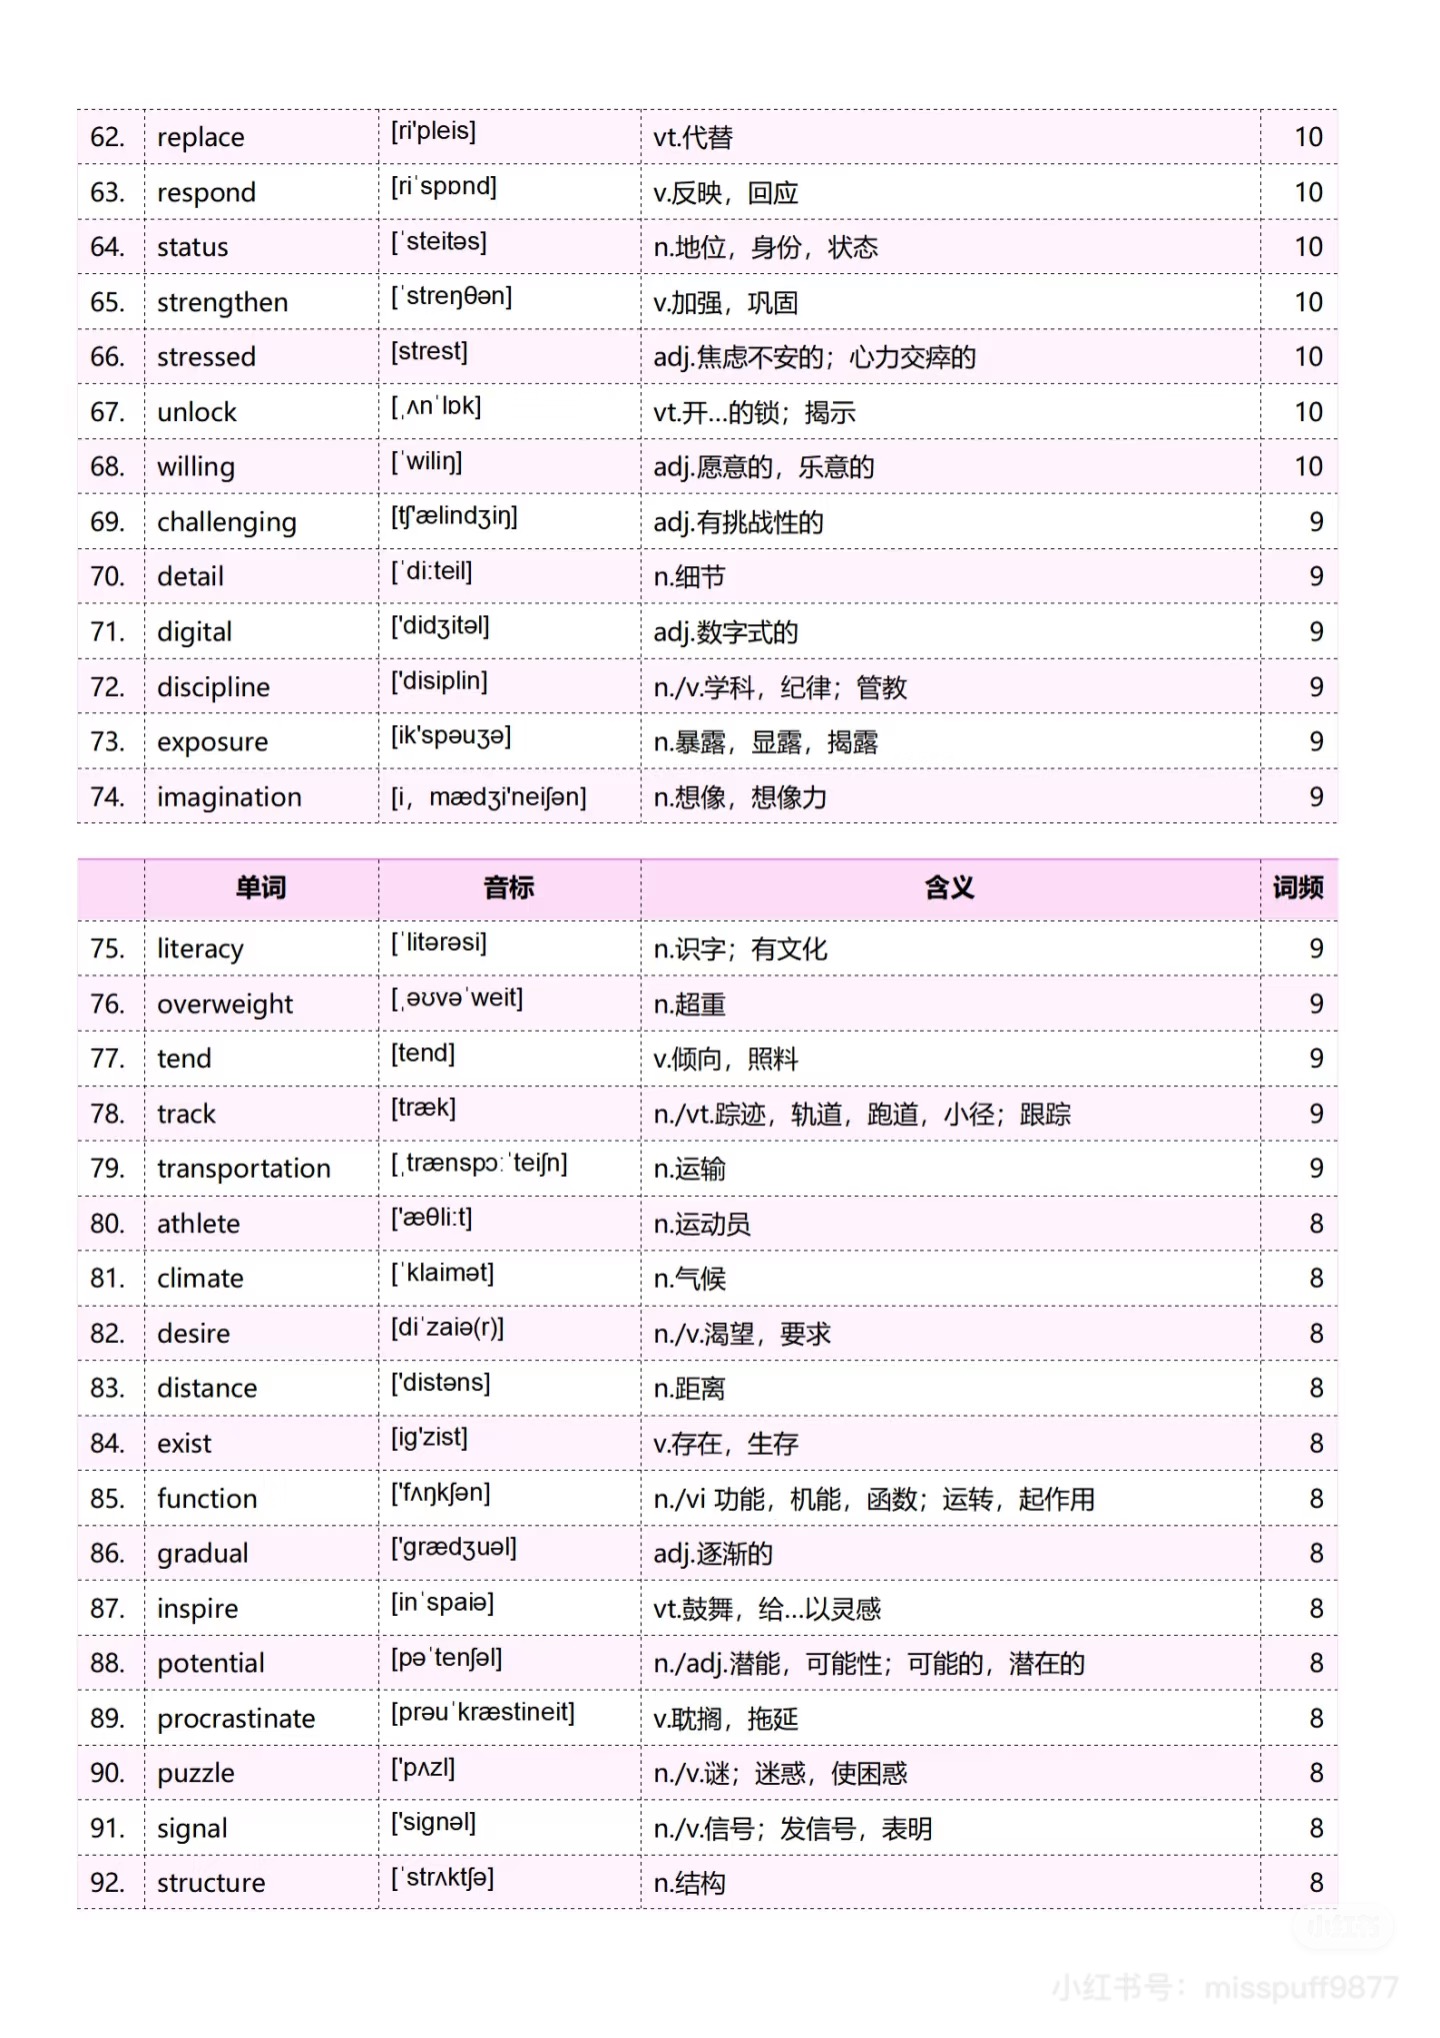 62. replace [ri'pleis] vt.代替 10
63. respond [riˈspɒnd] v.反映，回应 10
64. status [ˈsteitəs] n.地位，身份，状态 10
65. strengthen [ˈstreŋθən] v.加强，巩固 10
66. stressed [strest] adj.焦虑不安的；心力交瘁的 10
67. unlock [ˌʌnˈlɒk] vt.开...的锁；揭示 10
68. willing [ˈwiliŋ] adj.愿意的，乐意的 10
69. challenging [tʃ'ælindʒiŋ] adj.有挑战性的 9
70. detail [ˈdiːteil] n.细节 9
71. digital ['didʒitəl] adj.数字式的 9
72. discipline ['disiplin] n./v.学科，纪律；管教 9
73. exposure [ik'spəuʒə] n.暴露，显露，揭露 9
74. imagination [i，mædʒi'neiʃən] n.想像，想像力 9
单词 音标 含义 词频
75. literacy [ˈlitərəsi] n.识字；有文化 9
76. overweight [ˌəʊvəˈweit] n.超重 9
77. tend [tend] v.倾向，照料 9
78. track [træk] n./vt.踪迹，轨道，跑道，小径；跟踪 9
79. transportation [ˌtrænspɔːˈteiʃn] n.运输 9
80. athlete ['æθliːt] n.运动员 8
81. climate [ˈklaimət] n.气候 8
82. desire [diˈzaiə(r)] n./v.渴望，要求 8
83. distance ['distəns] n.距离 8
84. exist [ig'zist] v.存在，生存 8
85. function ['fʌŋkʃən] n./vi 功能，机能，函数；运转，起作用 8
86. gradual ['grædʒuəl] adj.逐渐的 8
87. inspire [inˈspaiə] vt.鼓舞，给...以灵感 8
88. potential [pəˈtenʃəl] n./adj.潜能，可能性；可能的，潜在的 8
89. procrastinate [prəuˈkræstineit] v.耽搁，拖延 8
90. puzzle ['pʌzl] n./v.谜；迷惑，使困惑 8
91. signal ['signəl] n./v.信号；发信号，表明 8
92. structure [ˈstrʌktʃə] n.结构 8
小红书
小红书号：misspuff9877